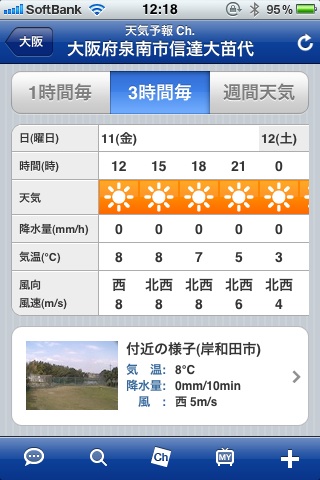 SoftBank 12:18 95%
天気予報 Ch.
大阪 大阪府泉南市信達大苗代
1時間毎 3時間毎 週間天気
日(曜日) 11(金) 12(土)
時間(時) 12 15 18 21 0
天気
降水量(mm/h) 0 0 0 0 0
気温(°C) 8 8 7 5 3
風向 西 北西 北西 北西 北西
風速(m/s) 8 8 8 6 4
付近の様子(岸和田市)
気 温: 8°C
降水量: 0mm/10min
風 : 西 5m/s
Ch MY